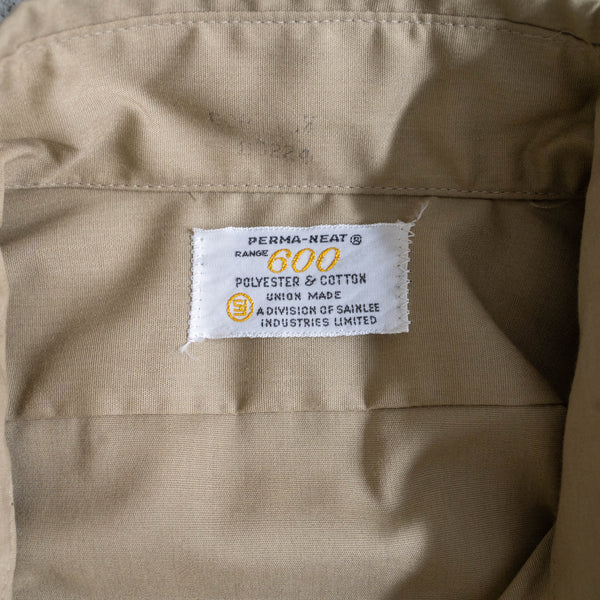 PERMA-NEAT ®
RANGE 600
POLYESTER & COTTON
UNION MADE
A DIVISION OF SAINLEE
INDUSTRIES LIMITED